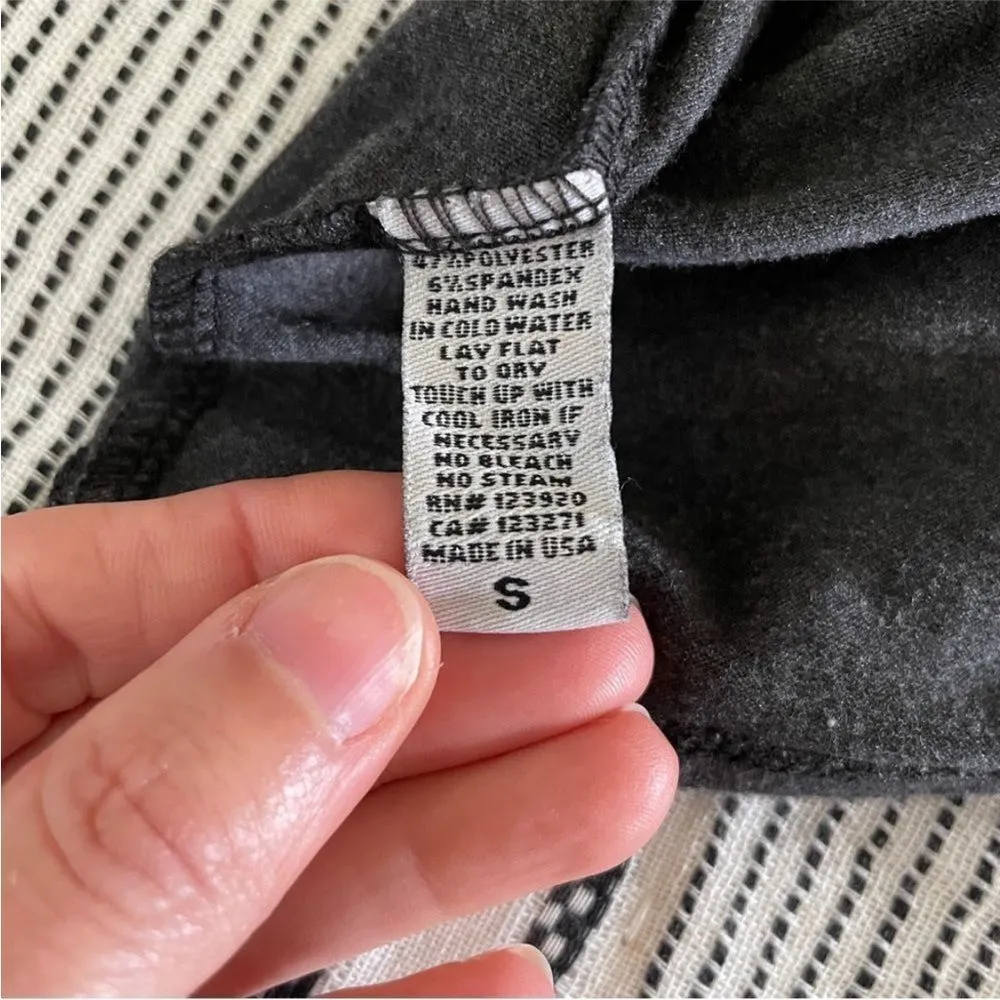 47%POLYESTER
6%SPANDEX
HAND WASH
IN COLD WATER
LAY FLAT
TO DRY
TOUCH UP WITH
COOL IRON IF
NECESSARY
NO BLEACH
NO STEAM
RN# 123920
CA# 123271
MADE IN USA
S